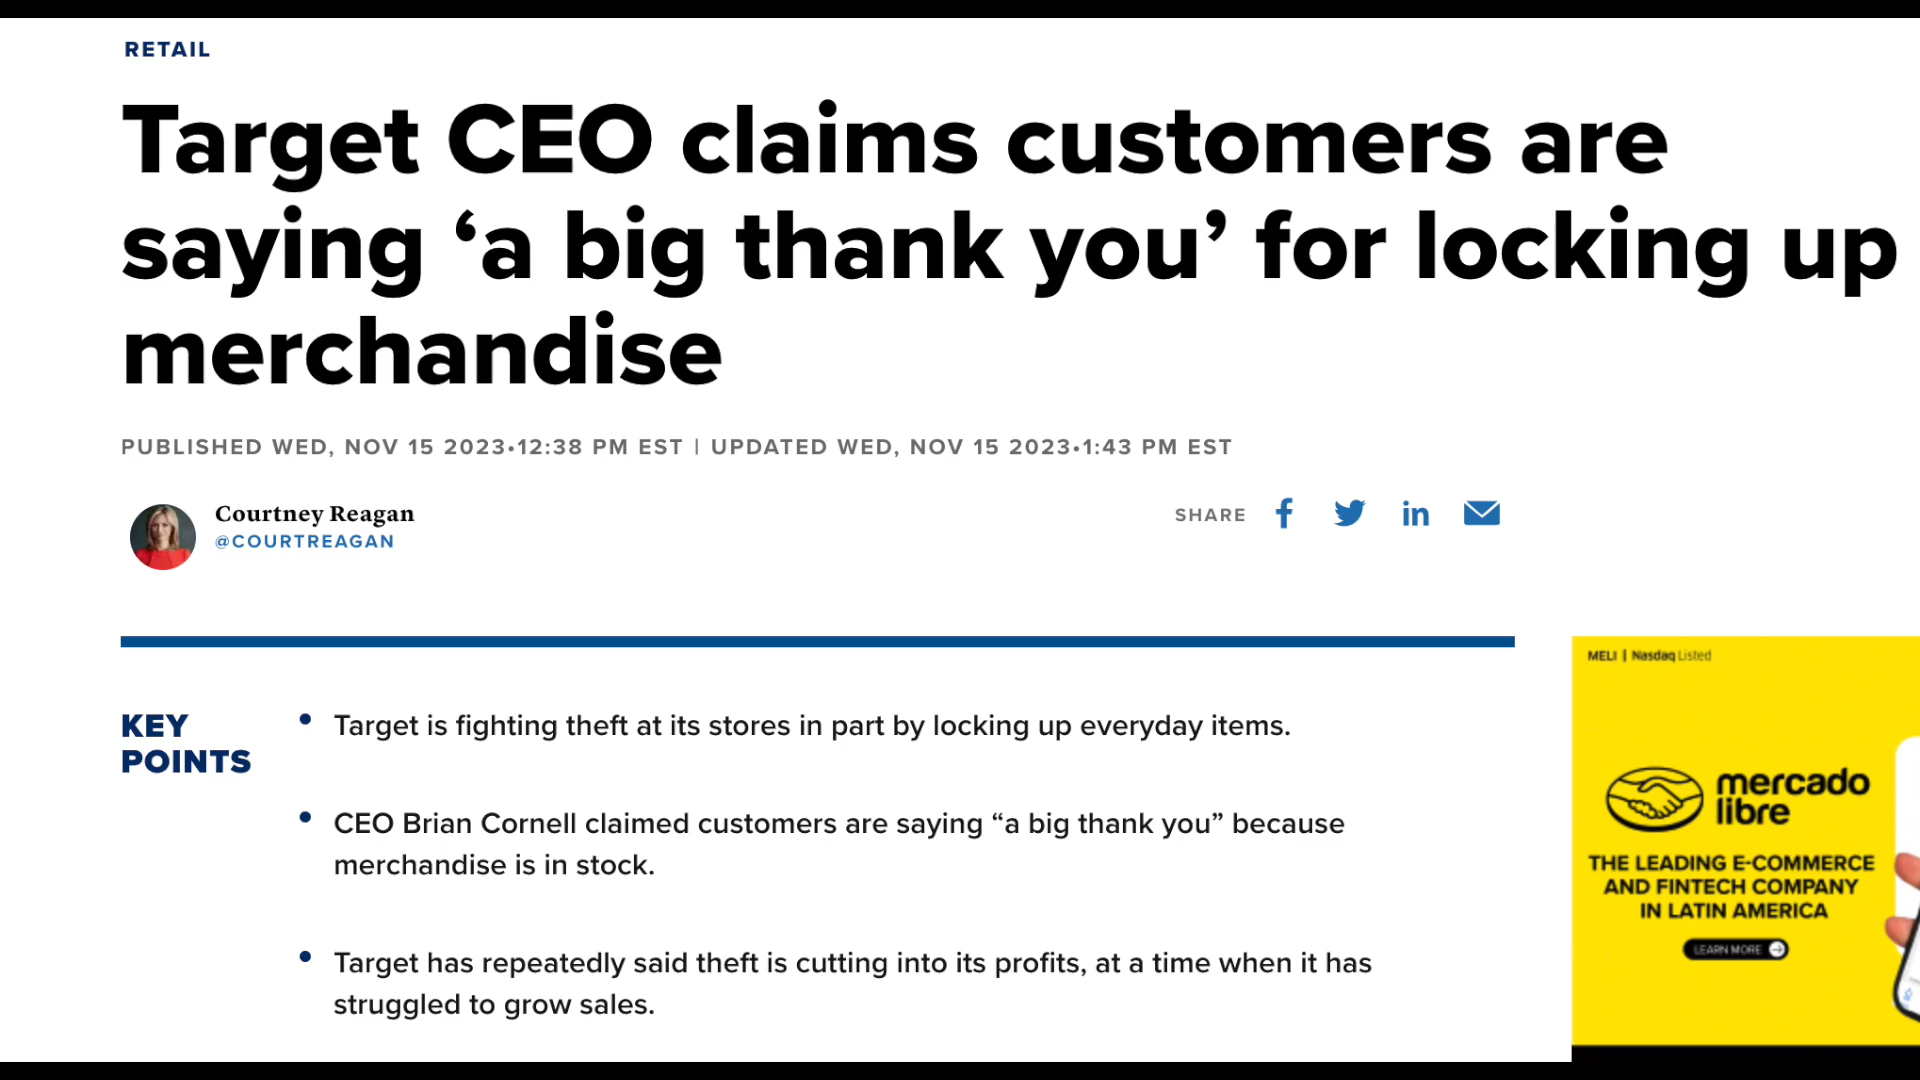 RETAIL
Target CEO claims customers are
saying ‘a big thank you’ for locking up
merchandise
PUBLISHED WED, NOV 15 2023•12:38 PM EST | UPDATED WED, NOV 15 2023•1:43 PM EST
Courtney Reagan
@COURTREAGAN
SHARE
KEY
POINTS
• Target is fighting theft at its stores in part by locking up everyday items.
• CEO Brian Cornell claimed customers are saying “a big thank you” because
merchandise is in stock.
• Target has repeatedly said theft is cutting into its profits, at a time when it has
struggled to grow sales.
MELI | Nasdaq Listed
mercado
libre
THE LEADING E-COMMERCE
AND FINTECH COMPANY
IN LATIN AMERICA
LEARN MORE